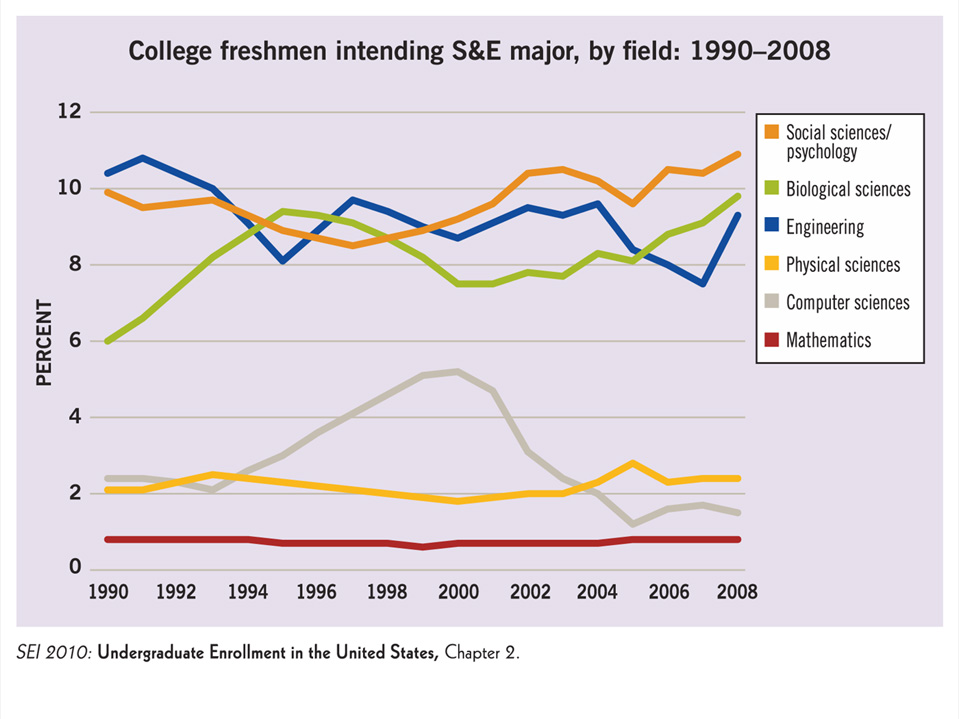 College freshmen intending S&E major, by field: 1990–2008
12
10
8
6
4
2
0
PERCENT
1990 1992 1994 1996 1998 2000 2002 2004 2006 2008
Social sciences/
psychology
Biological sciences
Engineering
Physical sciences
Computer sciences
Mathematics
SEI 2010: Undergraduate Enrollment in the United States, Chapter 2.